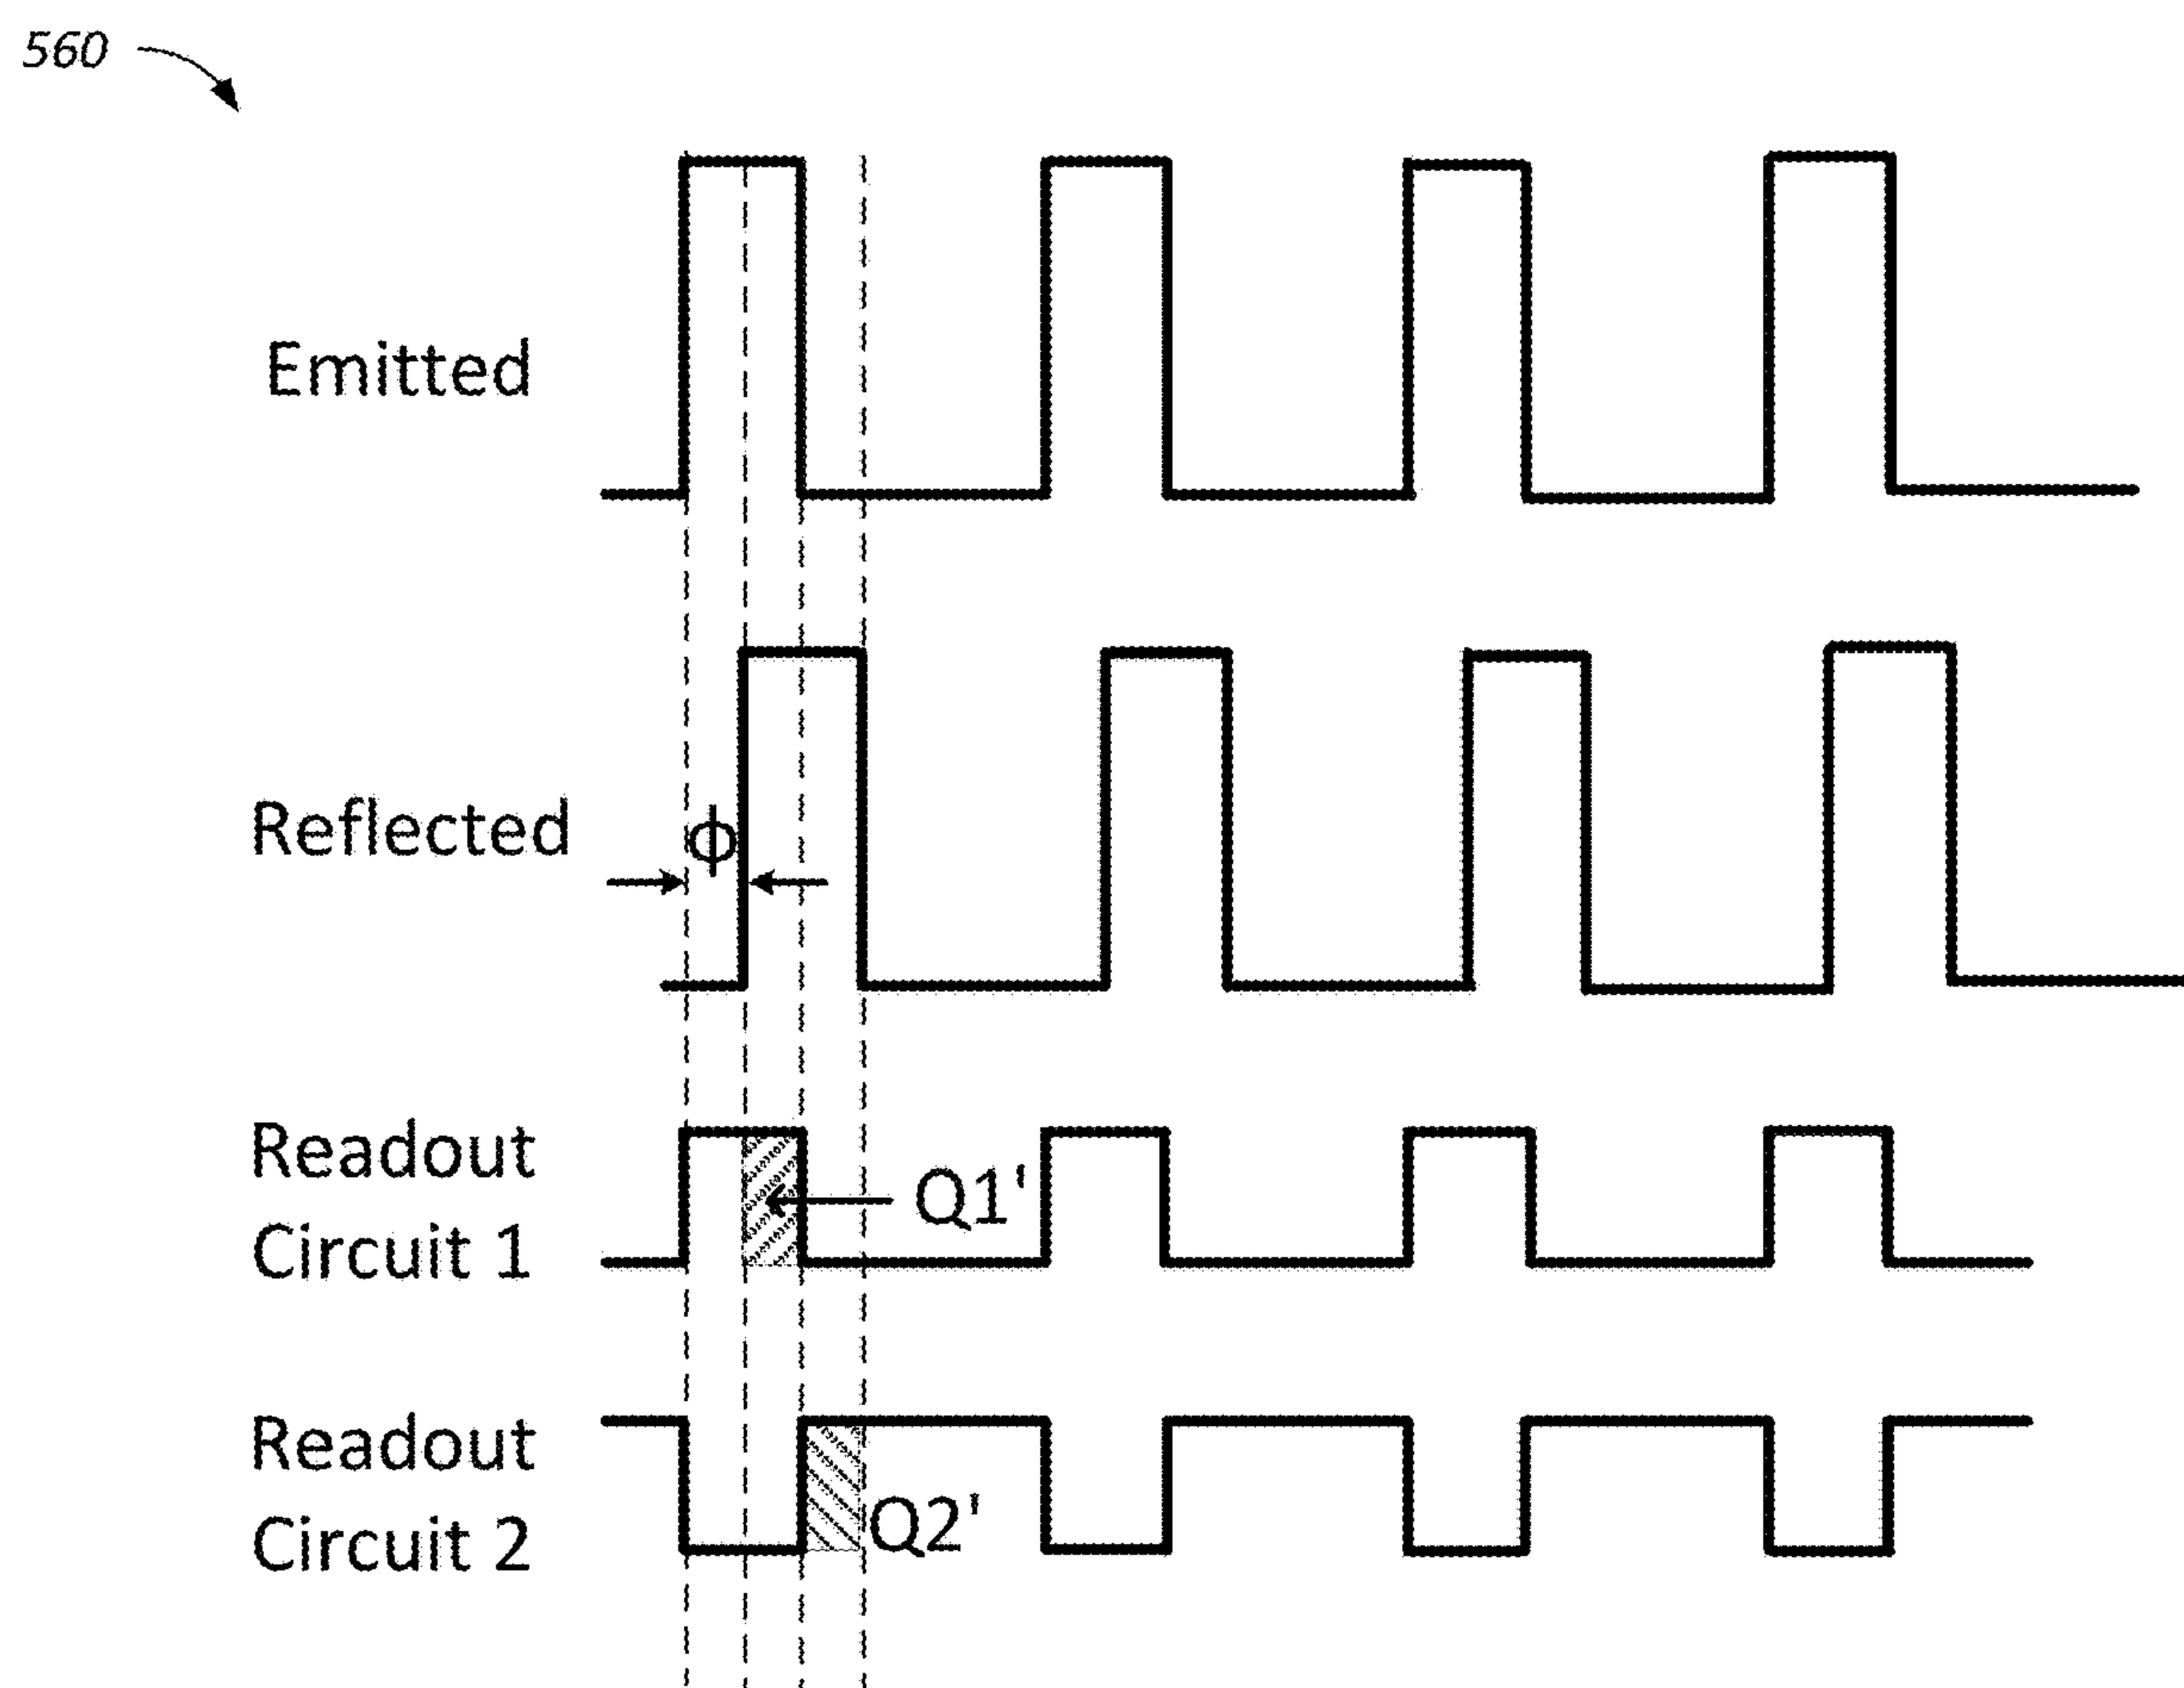 560
Emitted
Reflected
ϕ
Readout
Circuit 1
Q1'
Readout
Circuit 2
Q2'